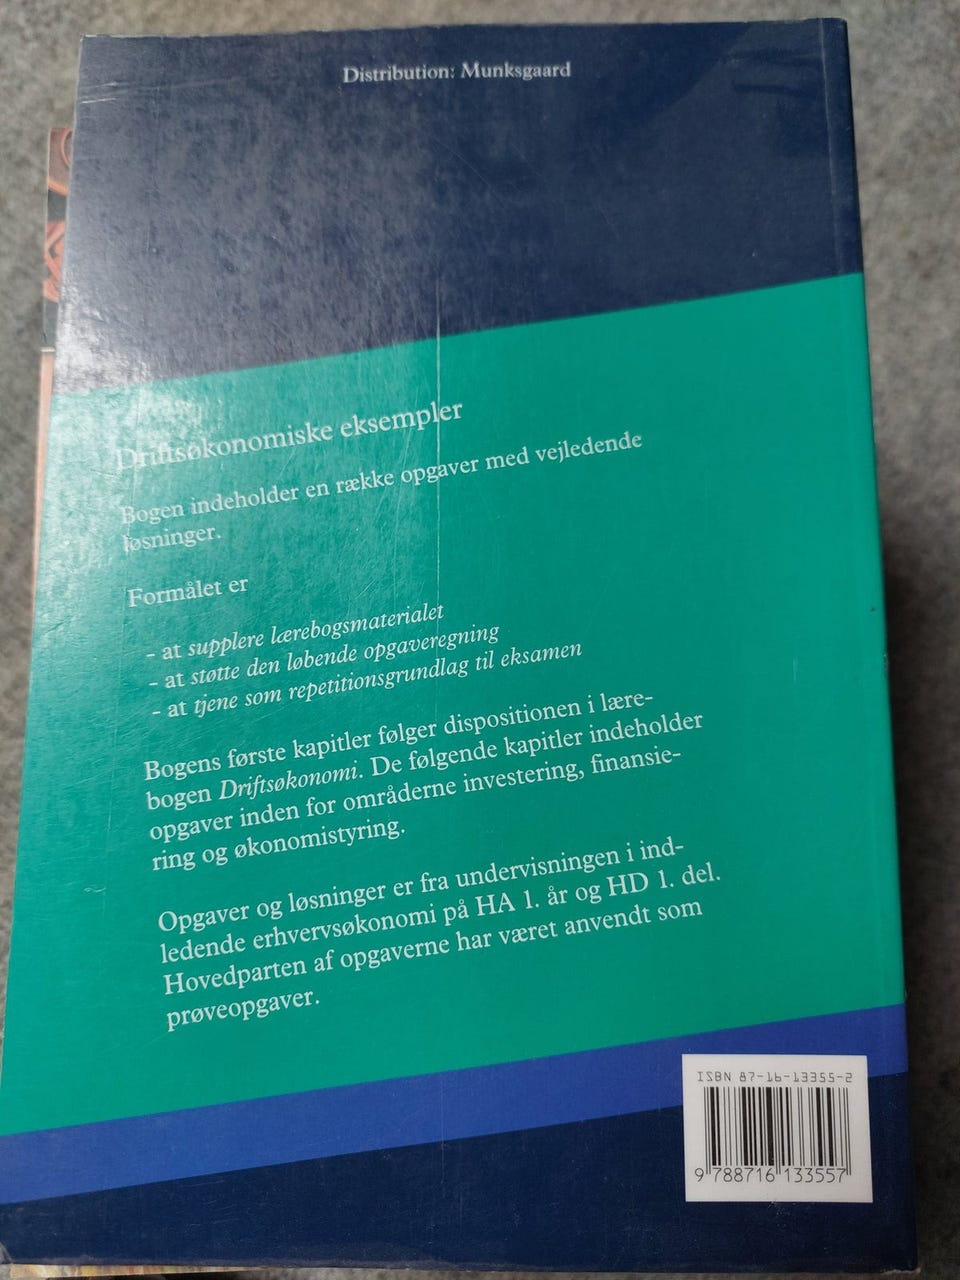 Distribution: Munksgaard
Driftsøkonomiske eksempler
Bogen indeholder en række opgaver med vejledende
løsninger.
Formålet er
- at supplere lærebogsmaterialet
- at støtte den løbende opgaveregning
- at tjene som repetitionsgrundlag til eksamen
Bogens første kapitler følger dispositionen i lære-
bogen Driftsøkonomi. De følgende kapitler indeholder
opgaver inden for områderne investering, finansie-
ring og økonomistyring.
Opgaver og løsninger er fra undervisningen i ind-
ledende erhvervsøkonomi på HA 1. år og HD 1. del.
Hovedparten af opgaverne har været anvendt som
prøveopgaver.
ISBN 87-16-13355-2
9 788716 133557